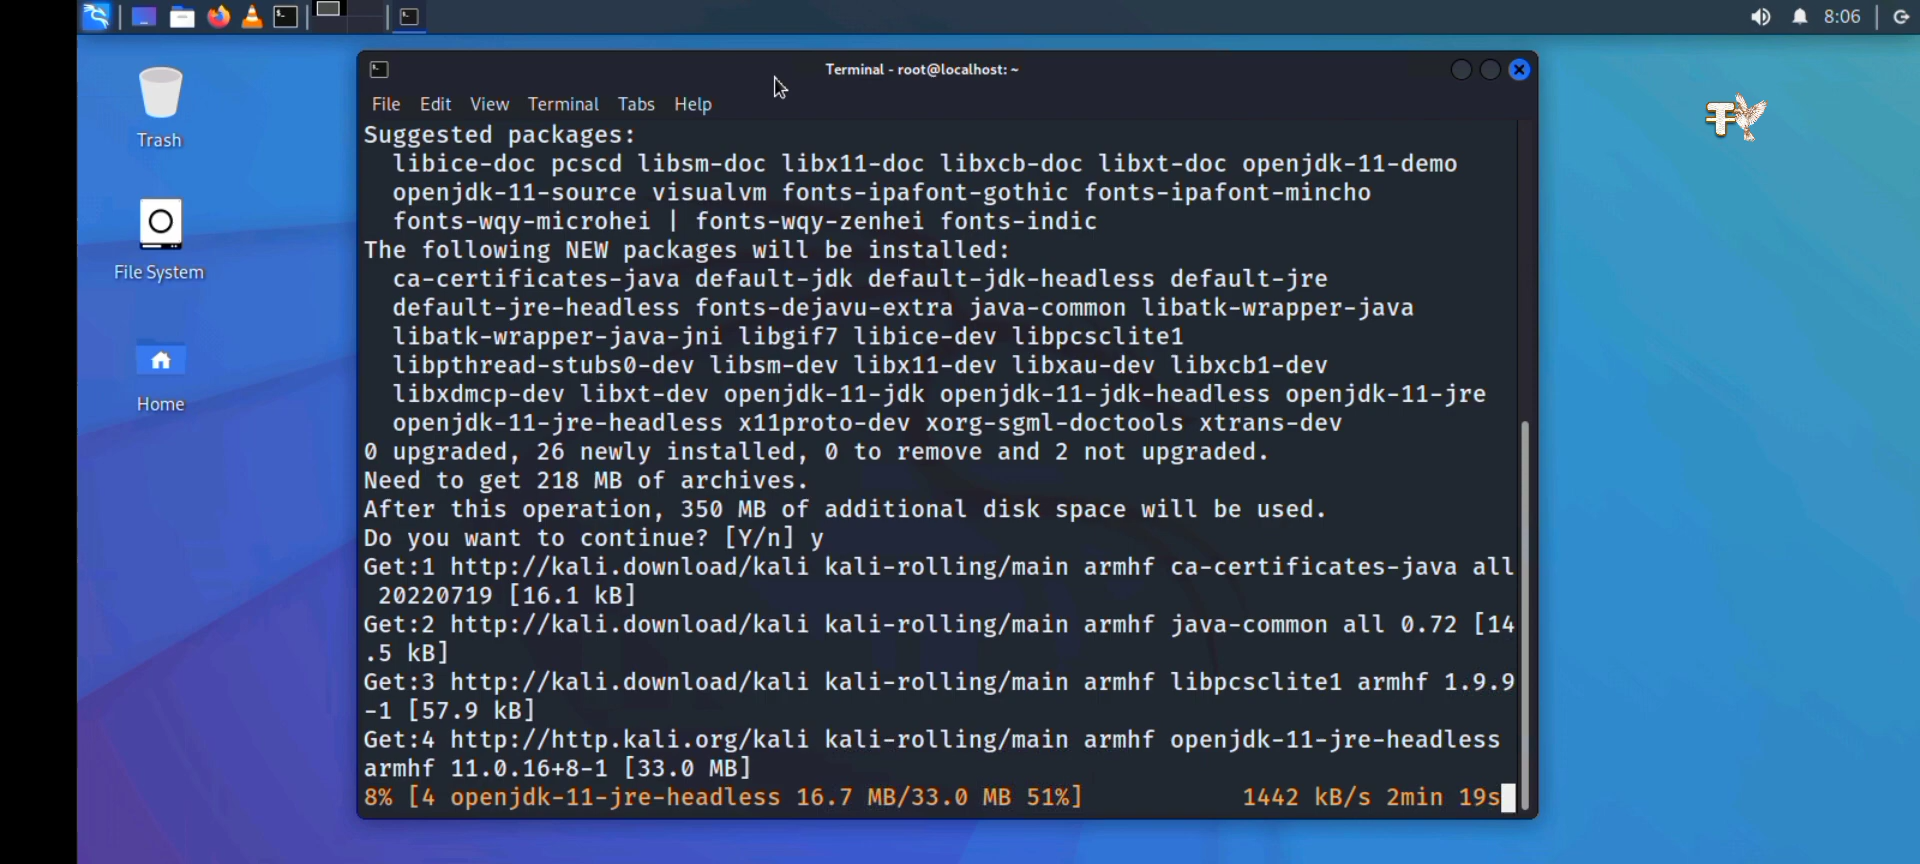 8:06
Trash
File System
Home
Terminal - root@localhost: ~
File Edit View Terminal Tabs Help
Suggested packages:
  libice-doc pcscd libsm-doc libx11-doc libxcb-doc libxt-doc openjdk-11-demo
  openjdk-11-source visualvm fonts-ipafont-gothic fonts-ipafont-mincho
  fonts-wqy-microhei | fonts-wqy-zenhei fonts-indic
The following NEW packages will be installed:
  ca-certificates-java default-jdk default-jdk-headless default-jre
  default-jre-headless fonts-dejavu-extra java-common libatk-wrapper-java
  libatk-wrapper-java-jni libgif7 libice-dev libpcsclite1
  libpthread-stubs0-dev libsm-dev libx11-dev libxau-dev libxcb1-dev
  libxdmcp-dev libxt-dev openjdk-11-jdk openjdk-11-jdk-headless openjdk-11-jre
  openjdk-11-jre-headless x11proto-dev xorg-sgml-doctools xtrans-dev
0 upgraded, 26 newly installed, 0 to remove and 2 not upgraded.
Need to get 218 MB of archives.
After this operation, 350 MB of additional disk space will be used.
Do you want to continue? [Y/n] y
Get:1 http://kali.download/kali kali-rolling/main armhf ca-certificates-java all
 20220719 [16.1 kB]
Get:2 http://kali.download/kali kali-rolling/main armhf java-common all 0.72 [14
.5 kB]
Get:3 http://kali.download/kali kali-rolling/main armhf libpcsclite1 armhf 1.9.9
-1 [57.9 kB]
Get:4 http://http.kali.org/kali kali-rolling/main armhf openjdk-11-jre-headless
armhf 11.0.16+8-1 [33.0 MB]
8% [4 openjdk-11-jre-headless 16.7 MB/33.0 MB 51%] 1442 kB/s 2min 19s